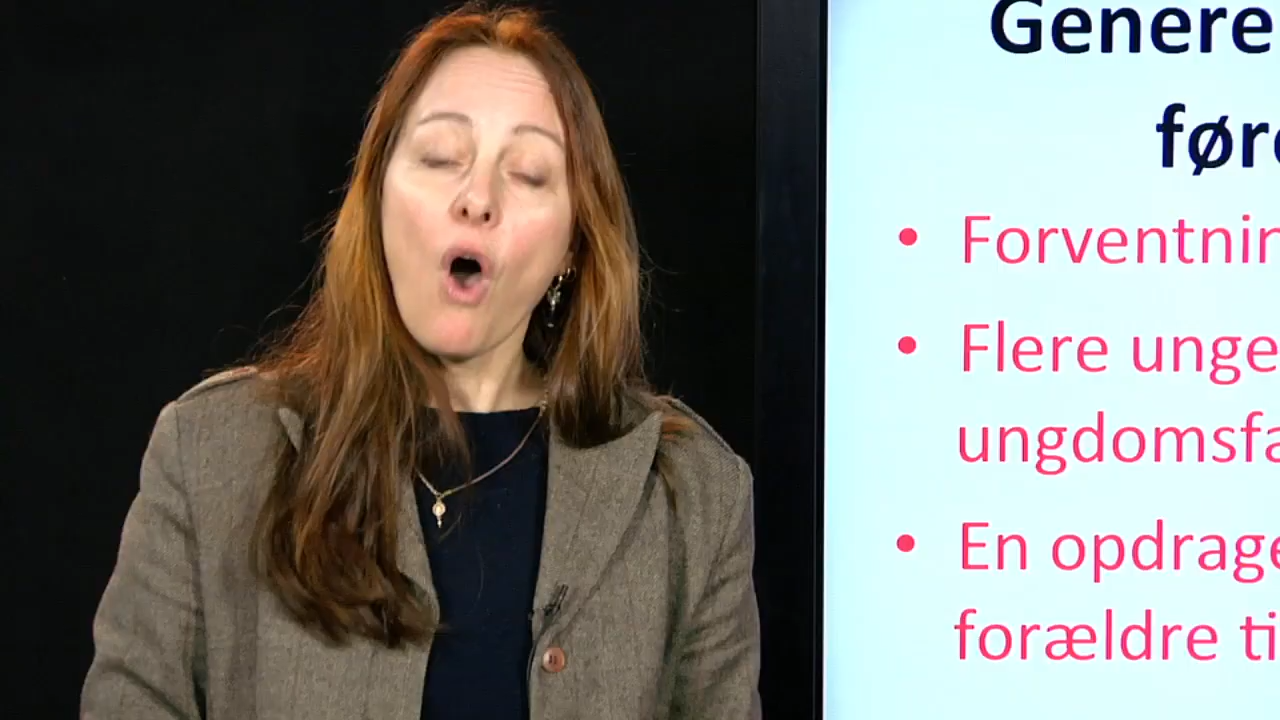 Genere
føre
• Forventnin
• Flere unge
ungdomsfa
• En opdrage
forældre ti